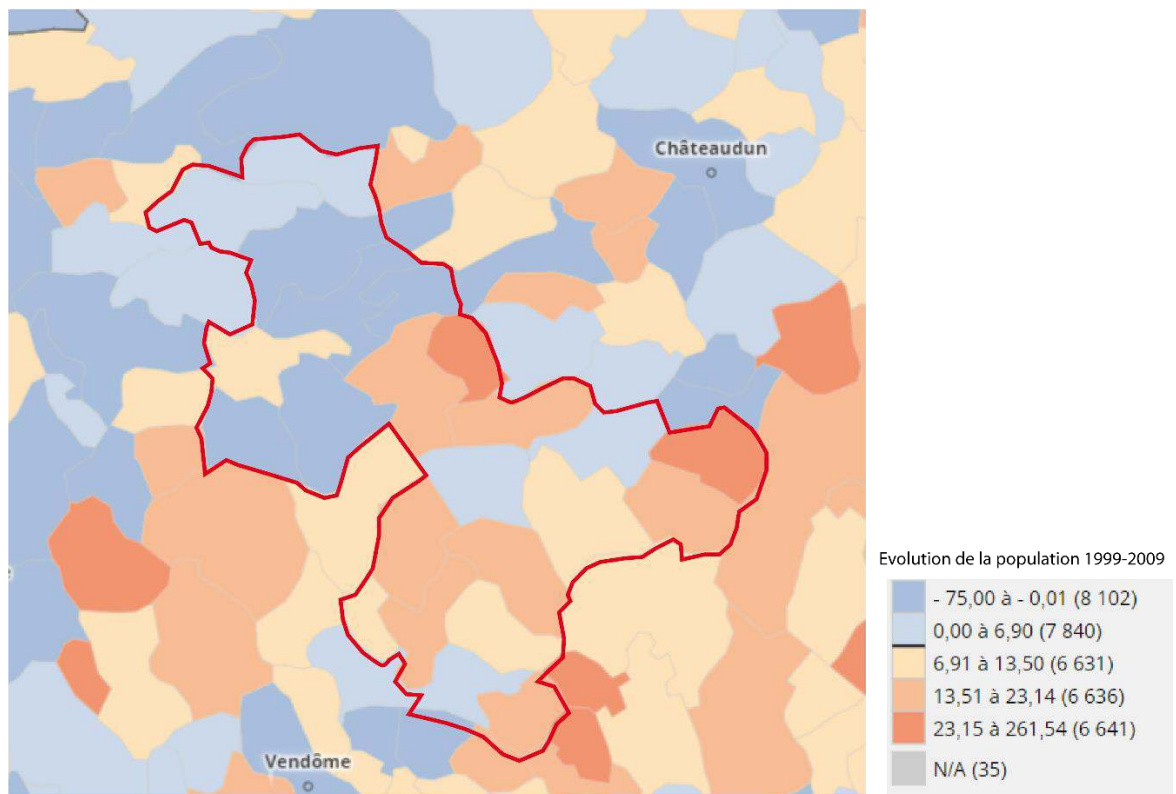 Châteaudun
Evolution de la population 1999-2009
- 75,00 à - 0,01 (8 102)
0,00 à 6,90 (7 840)
6,91 à 13,50 (6 631)
13,51 à 23,14 (6 636)
23,15 à 261,54 (6 641)
N/A (35)
Vendôme